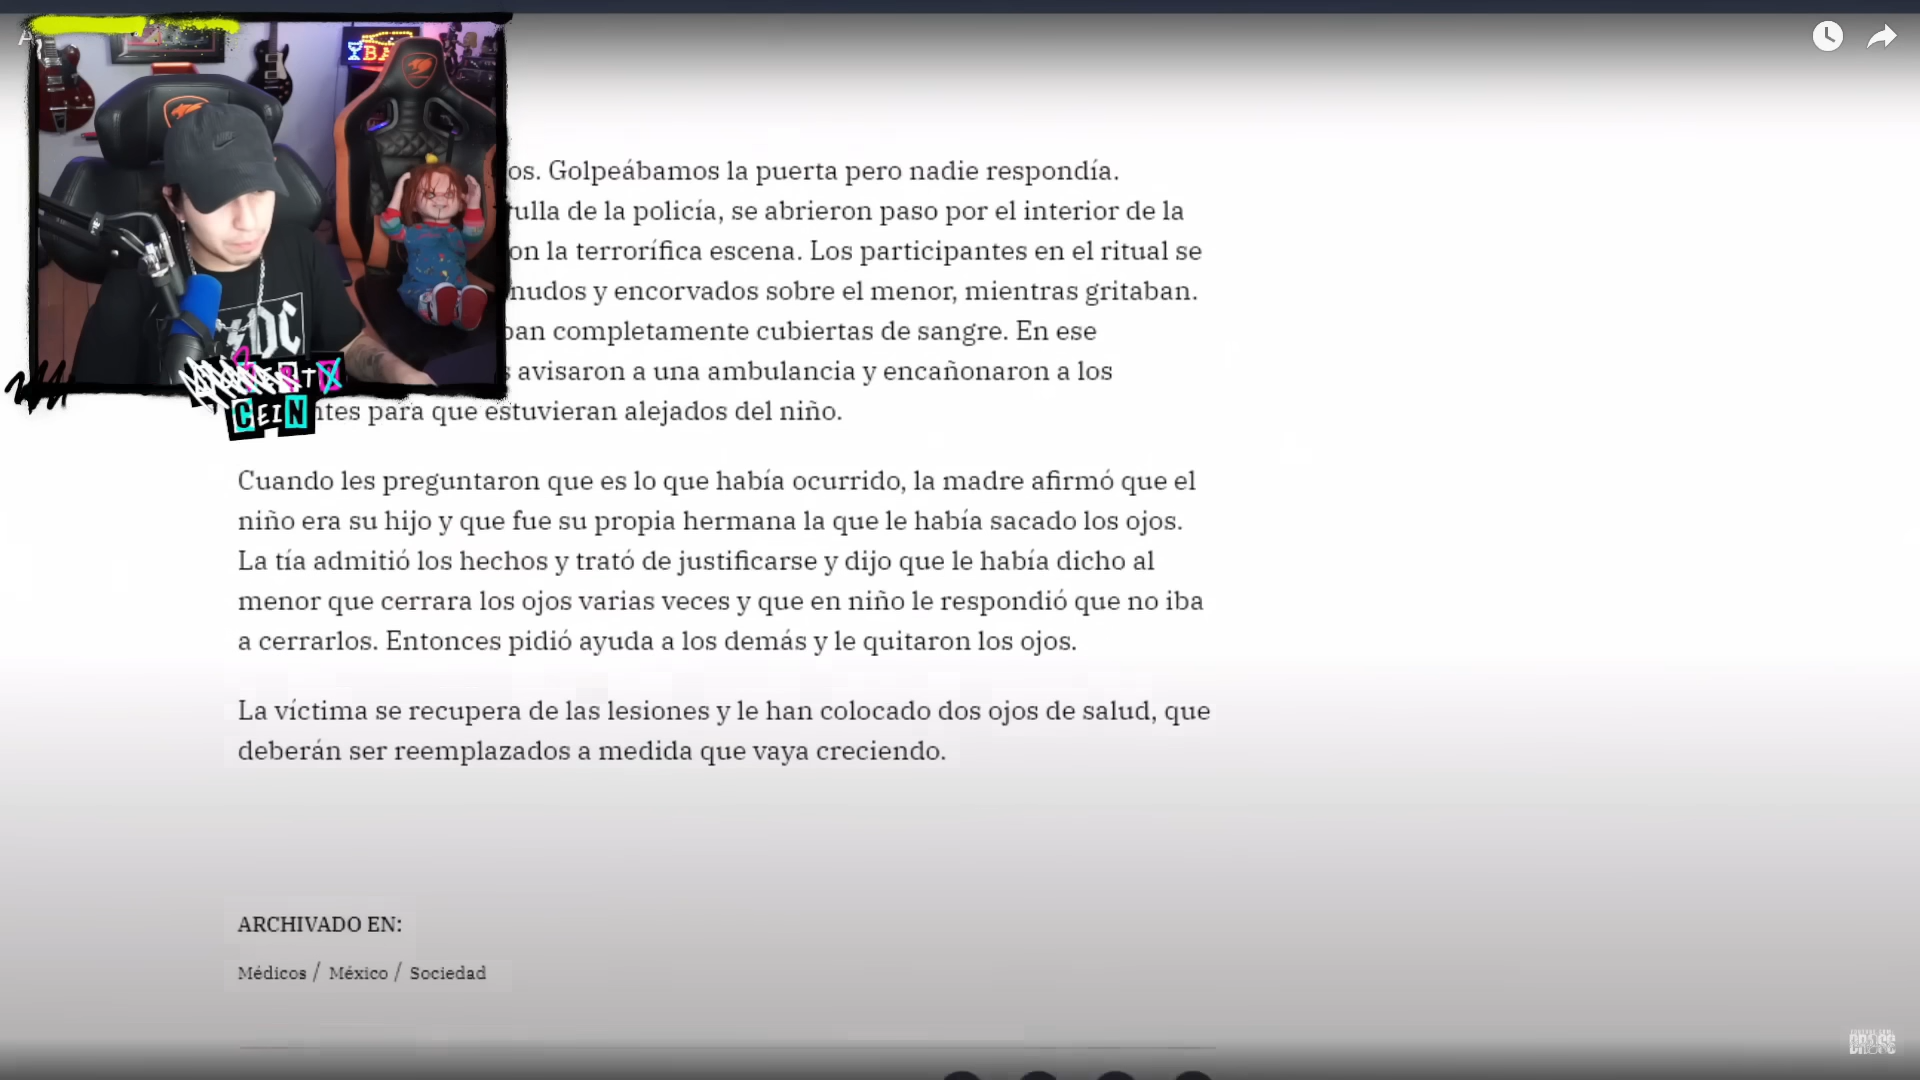 os. Golpeábamos la puerta pero nadie respondía.
rulla de la policía, se abrieron paso por el interior de la
on la terrorífica escena. Los participantes en el ritual se
nudos y encorvados sobre el menor, mientras gritaban.
ban completamente cubiertas de sangre. En ese
s avisaron a una ambulancia y encañonaron a los
ntes para que estuvieran alejados del niño.
CEIN
Cuando les preguntaron que es lo que había ocurrido, la madre afirmó que el
niño era su hijo y que fue su propia hermana la que le había sacado los ojos.
La tía admitió los hechos y trató de justificarse y dijo que le había dicho al
menor que cerrara los ojos varias veces y que en niño le respondió que no iba
a cerrarlos. Entonces pidió ayuda a los demás y le quitaron los ojos.
La víctima se recupera de las lesiones y le han colocado dos ojos de salud, que
deberán ser reemplazados a medida que vaya creciendo.
ARCHIVADO EN:
Médicos / México / Sociedad